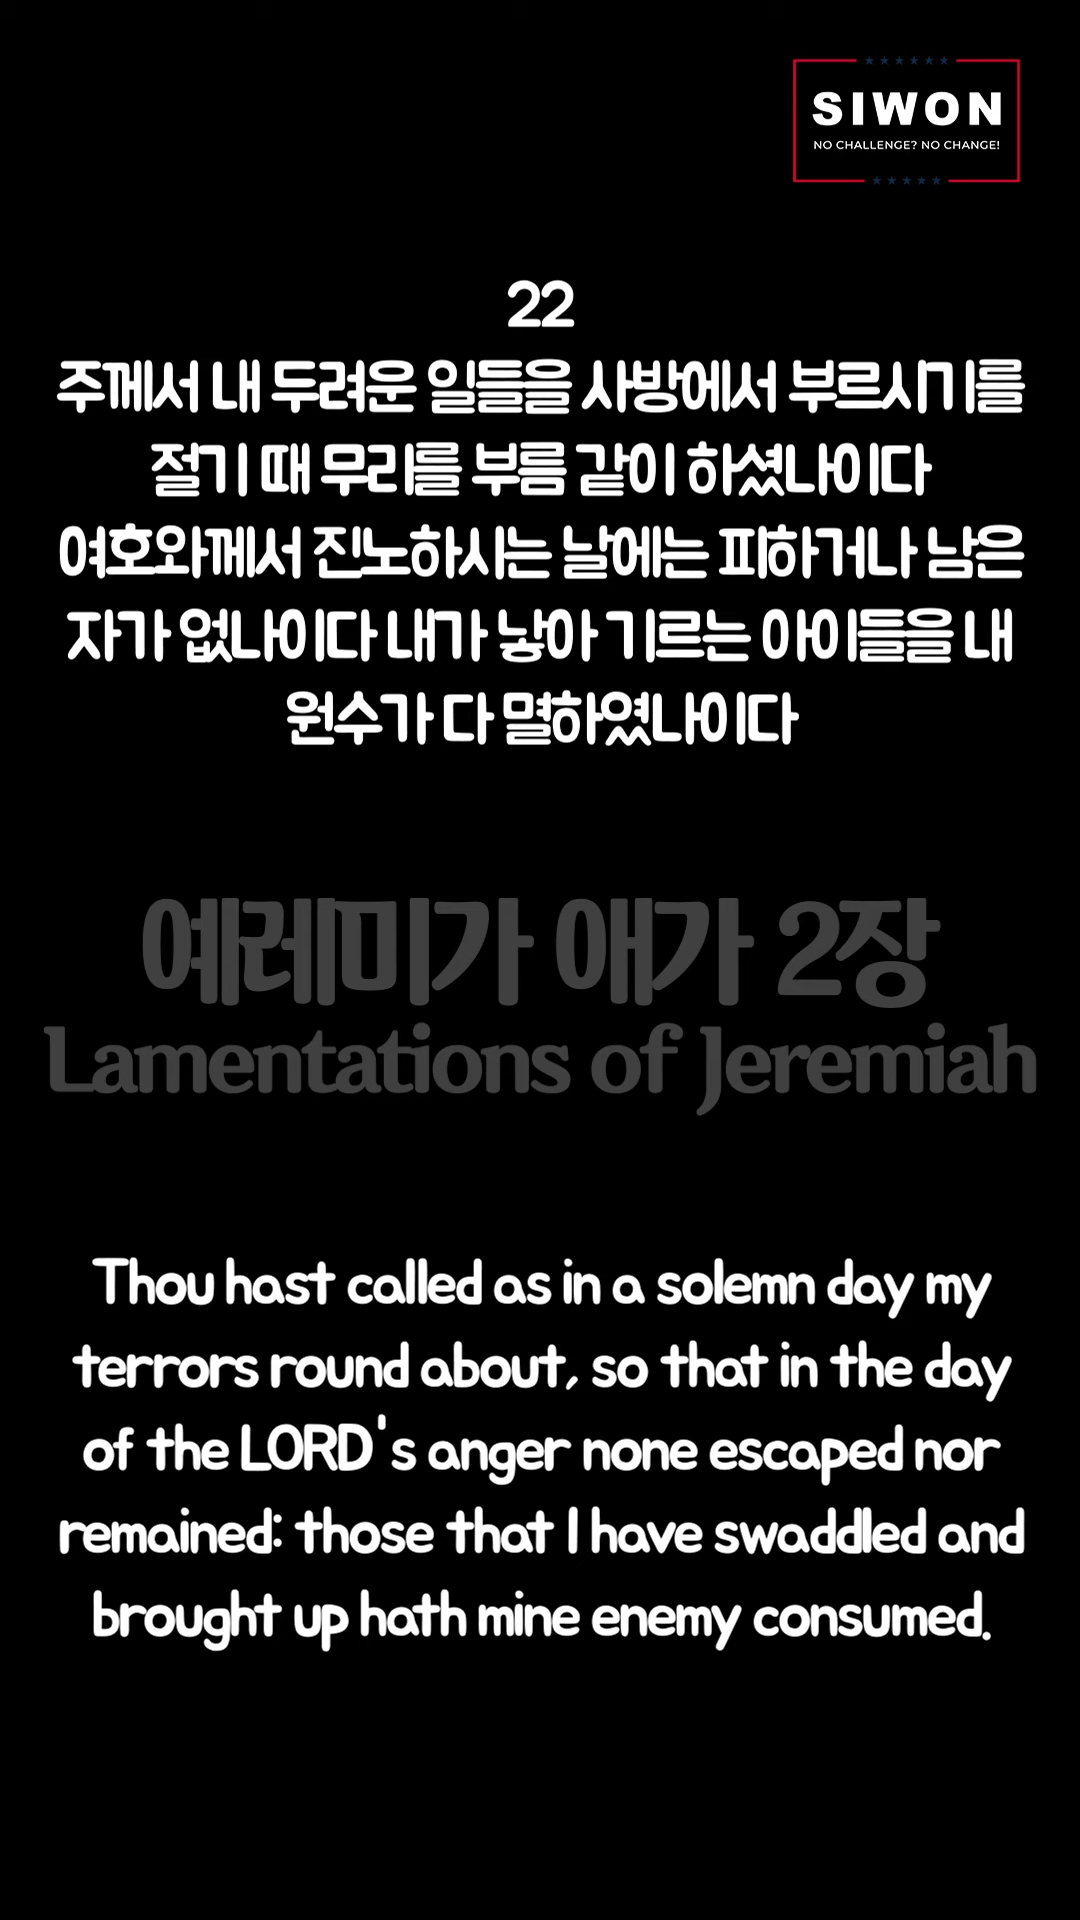 SIWON
NO CHALLENGE? NO CHANGE!
22
주께서 내 두려운 일들을 사방에서 부르시기를
절기 때 무리를 부름 같이 하셨나이다
여호와께서 진노하시는 날에는 피하거나 남은
자가 없나이다 내가 낳아 기르는 아이들을 내
원수가 다 멸하였나이다
예레미가 애가 2장
Lamentations of Jeremiah
Thou hast called as in a solemn day my
terrors round about, so that in the day
of the LORD's anger none escaped nor
remained: those that I have swaddled and
brought up hath mine enemy consumed.